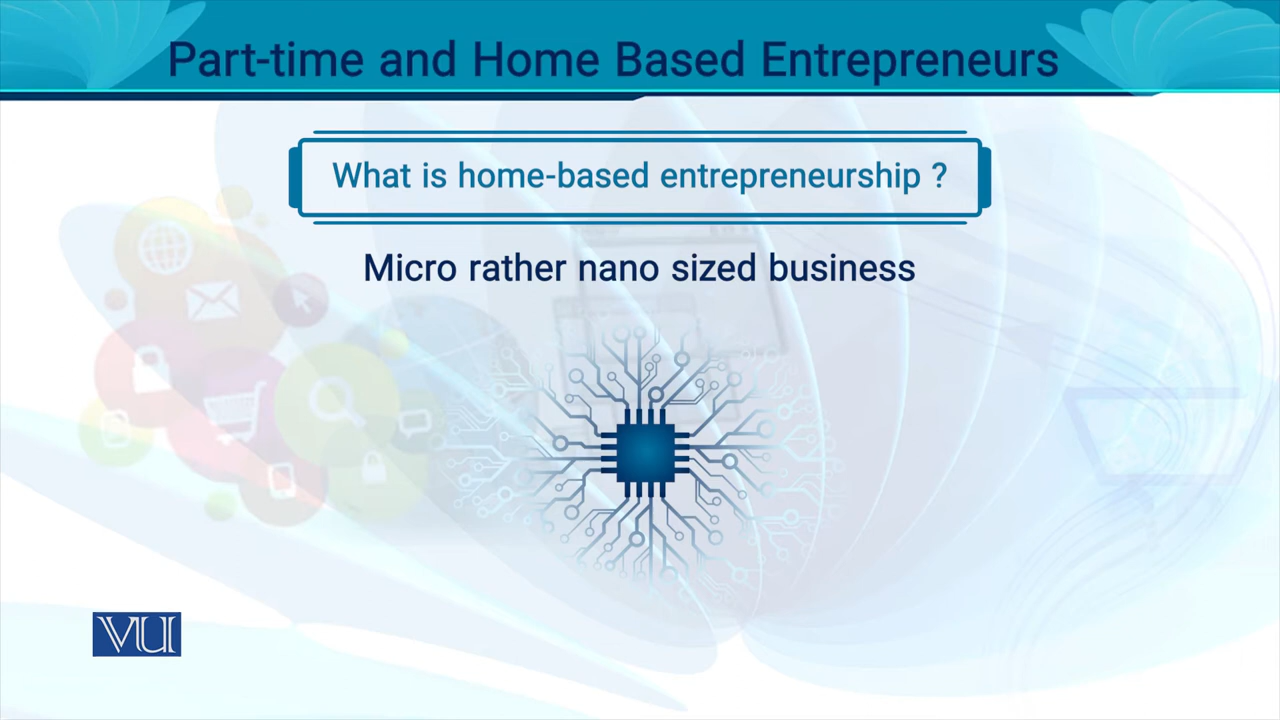 Part-time and Home Based Entrepreneurs
What is home-based entrepreneurship ?
Micro rather nano sized business
VU